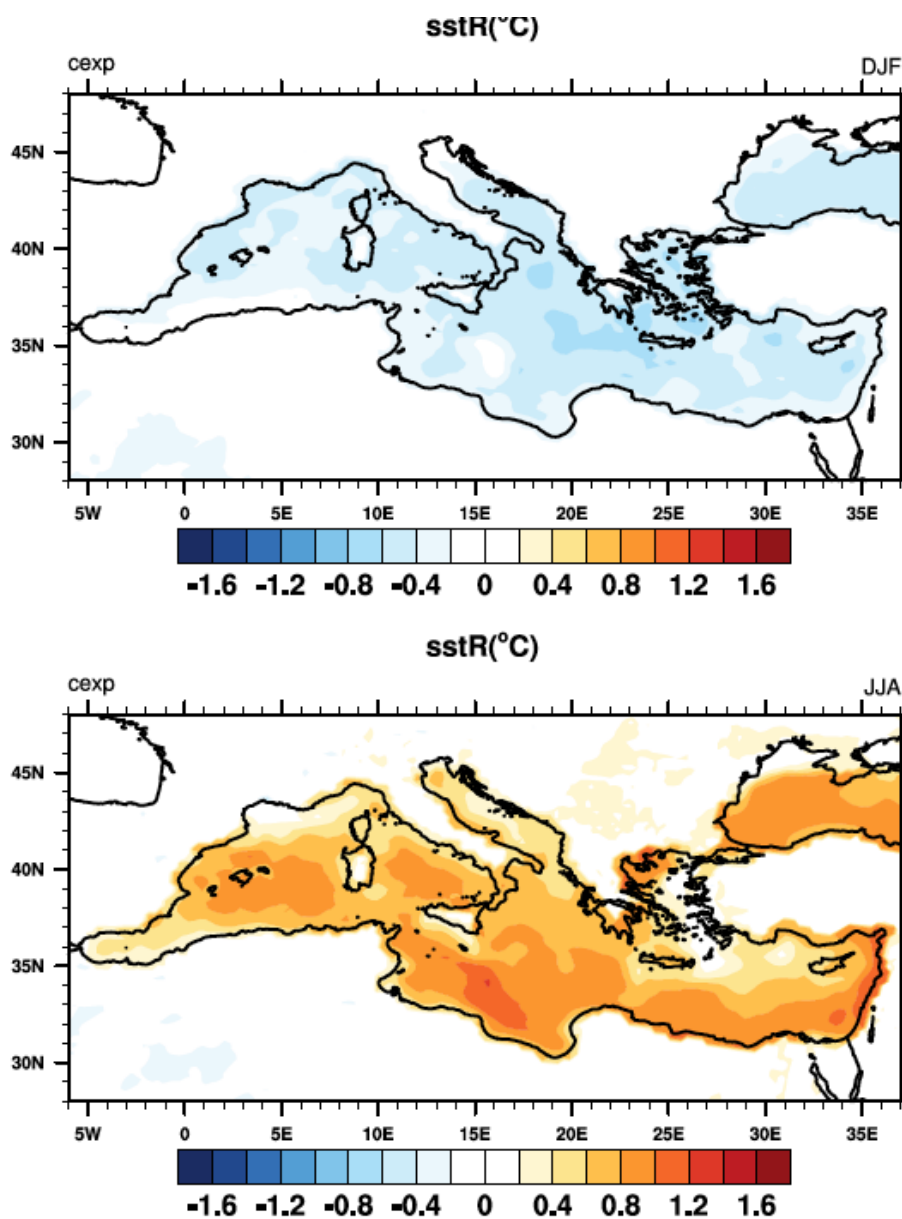 sstR(°C)
cexp DJF
45N
40N
35N
30N
5W 0 5E 10E 15E 20E 25E 30E 35E
-1.6 -1.2 -0.8 -0.4 0 0.4 0.8 1.2 1.6
sstR(°C)
cexp JJA
45N
40N
35N
30N
5W 0 5E 10E 15E 20E 25E 30E 35E
-1.6 -1.2 -0.8 -0.4 0 0.4 0.8 1.2 1.6